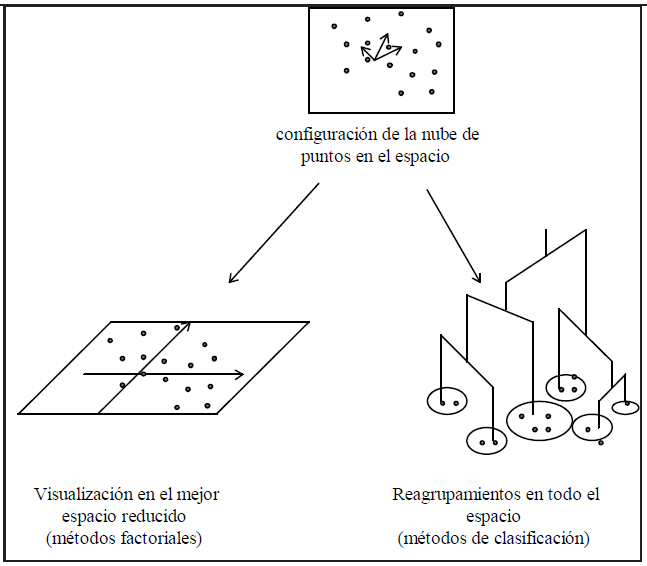 configuración de la nube de
puntos en el espacio
Visualización en el mejor
espacio reducido
(métodos factoriales)
Reagrupamientos en todo el
espacio
(métodos de clasificación)